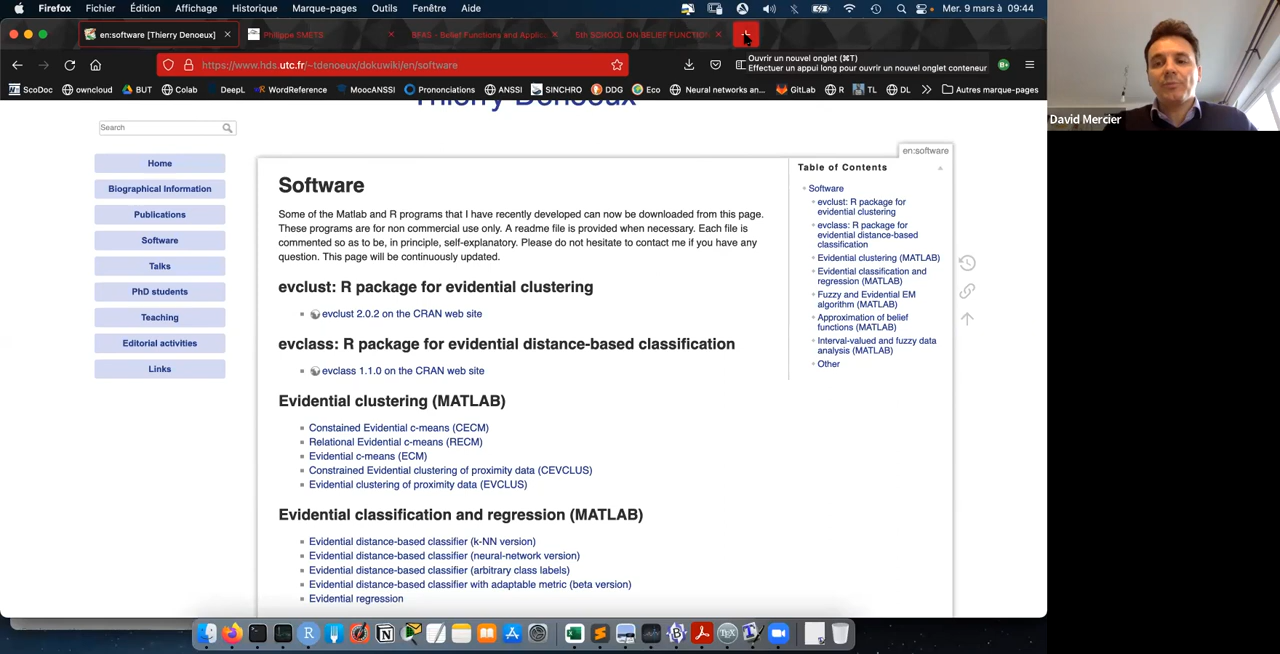 Firefox Fichier Édition Affichage Historique Marque-pages Outils Fenêtre Aide Mer. 9 mars à 09:44
en:software [Thierry Denoeux] Philippe SMETS BFAS - Belief Functions and Applic 5th SCHOOL ON BELIEF FUNCTION
Ouvrir un nouvel onglet (⌘T)
https://www.hds.utc.fr/~tdenoeux/dokuwiki/en/software
Effectuer un appui long pour ouvrir un nouvel onglet conteneur
ScoDoc owncloud BUT Colab DeepL WordReference MoocANSSI Prononciations ANSSI SINCHRO DDG Eco Neural networks an... GitLab R TL DL Autres marque-pages
Thierry Denoeux
David Mercier
Search
en:software
Home
Biographical Information
Publications
Software
Talks
PhD students
Teaching
Editorial activities
Links
Software
Some of the Matlab and R programs that I have recently developed can now be downloaded from this page.
These programs are for non commercial use only. A readme file is provided when necessary. Each file is
commented so as to be, in principle, self-explanatory. Please do not hesitate to contact me if you have any
question. This page will be continuously updated.
evclust: R package for evidential clustering
evclust 2.0.2 on the CRAN web site
evclass: R package for evidential distance-based classification
evclass 1.1.0 on the CRAN web site
Evidential clustering (MATLAB)
Constained Evidential c-means (CECM)
Relational Evidential c-means (RECM)
Evidential c-means (ECM)
Constrained Evidential clustering of proximity data (CEVCLUS)
Evidential clustering of proximity data (EVCLUS)
Evidential classification and regression (MATLAB)
Evidential distance-based classifier (k-NN version)
Evidential distance-based classifier (neural-network version)
Evidential distance-based classifier (arbitrary class labels)
Evidential distance-based classifier with adaptable metric (beta version)
Evidential regression
Table of Contents
Software
evclust: R package for
evidential clustering
evclass: R package for
evidential distance-based
classification
Evidential clustering (MATLAB)
Evidential classification and
regression (MATLAB)
Fuzzy and Evidential EM
algorithm (MATLAB)
Approximation of belief
functions (MATLAB)
Interval-valued and fuzzy data
analysis (MATLAB)
Other